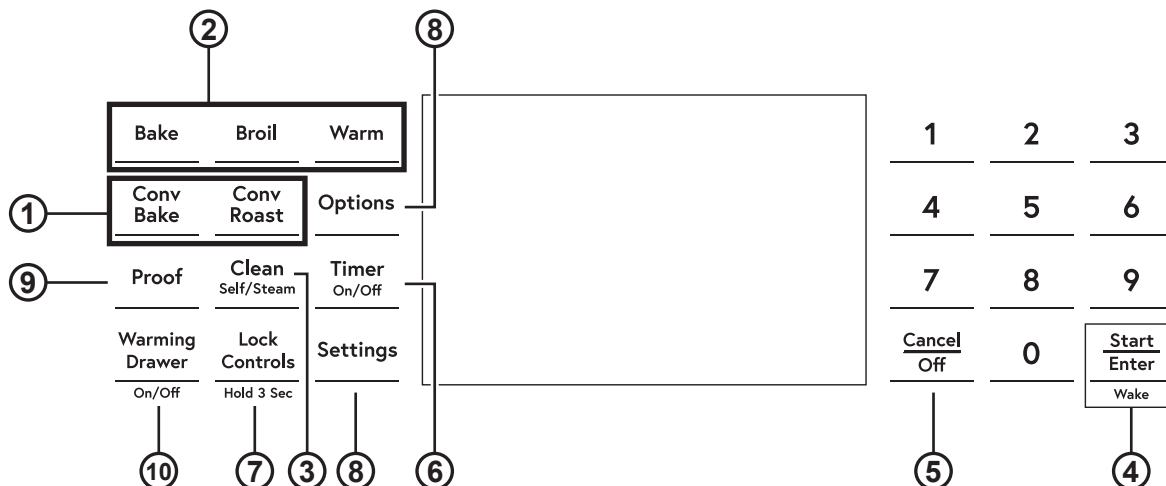 2 8
Bake Broil Warm
1 2 3
Conv Bake Conv Roast Options
1
4 5 6
9 Proof Clean Self/Steam Timer On/Off
7 8 9
Warming Drawer On/Off Lock Controls Hold 3 Sec Settings
Cancel Off 0 Start Enter Wake
10 7 3 8 6 5 4